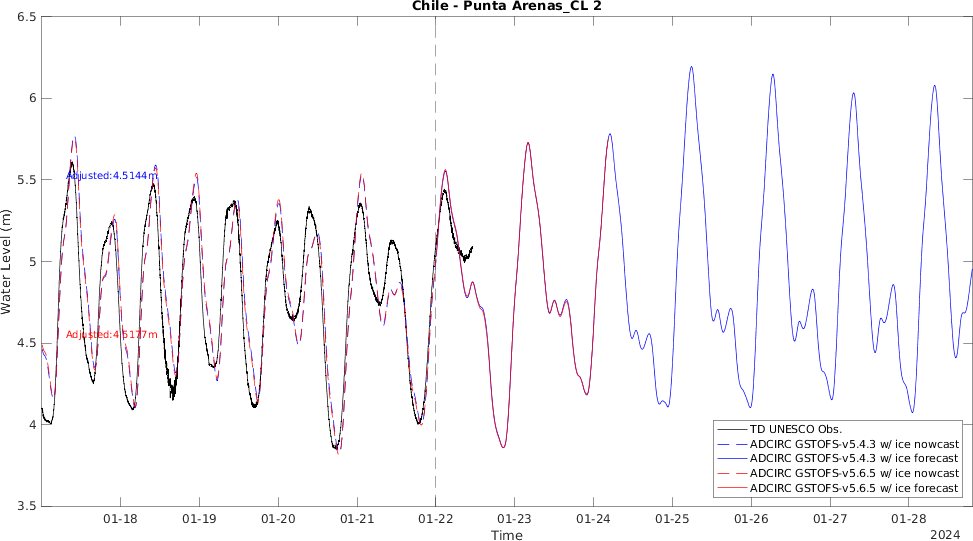 Chile - Punta Arenas_CL 2
Water Level (m)
6.5
6
5.5
5
4.5
4
3.5
Adjusted:4.5144m
Adjusted:4.5177m
TD UNESCO Obs.
ADCIRC GSTOFS-v5.4.3 w/ ice nowcast
ADCIRC GSTOFS-v5.4.3 w/ ice forecast
ADCIRC GSTOFS-v5.6.5 w/ ice nowcast
ADCIRC GSTOFS-v5.6.5 w/ ice forecast
01-18 01-19 01-20 01-21 01-22 01-23 01-24 01-25 01-26 01-27 01-28
Time
2024